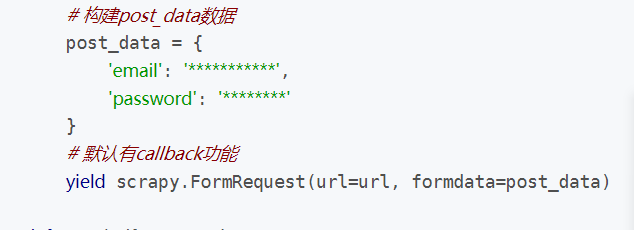 # 构建post_data数据
post_data = {
'email': '***********',
'password': '********'
}
# 默认有callback功能
yield scrapy.FormRequest(url=url, formdata=post_data)